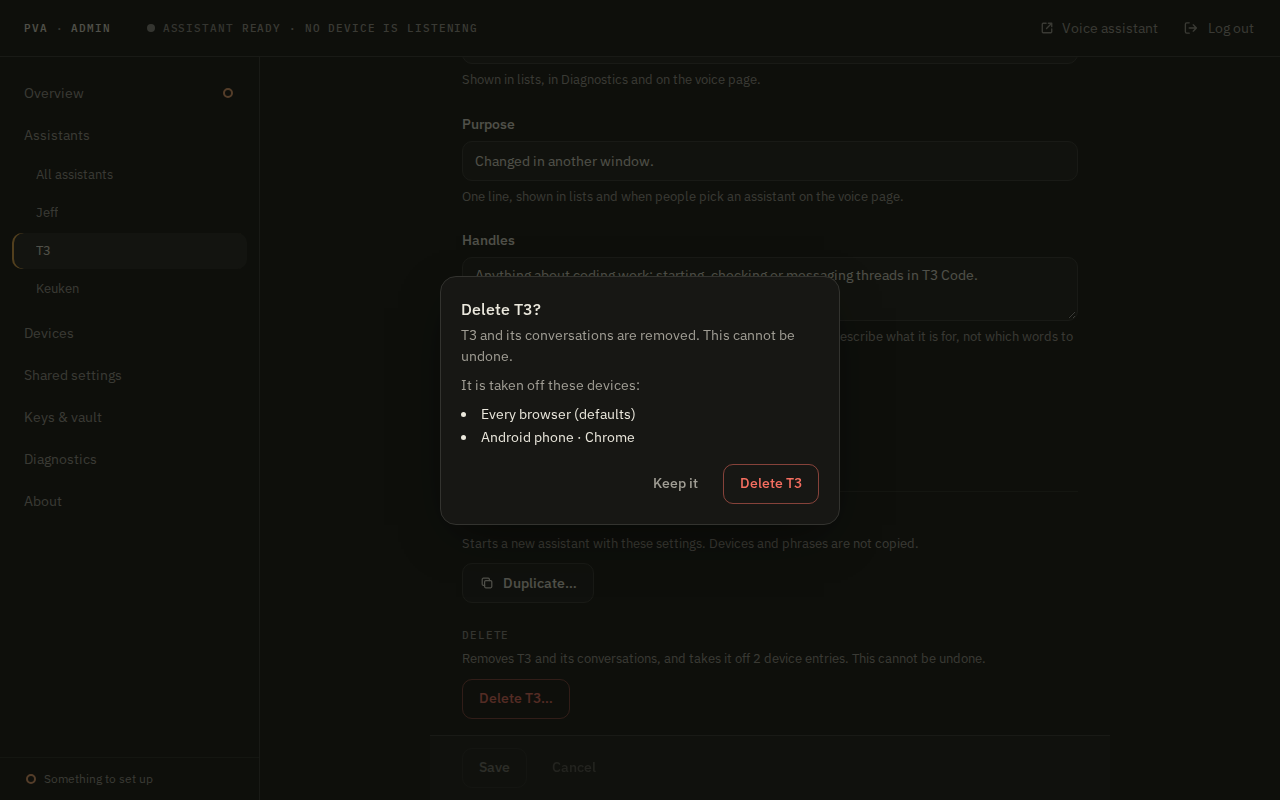 PVA · ADMIN
ASSISTANT READY · NO DEVICE IS LISTENING
Voice assistant
Log out
Overview
Assistants
All assistants
Jeff
T3
Keuken
Devices
Shared settings
Keys & vault
Diagnostics
About
Something to set up
Shown in lists, in Diagnostics and on the voice page.
Purpose
Changed in another window.
One line, shown in lists and when people pick an assistant on the voice page.
Handles
Anything about coding work: starting, checking or messaging threads in T3 Code.
escribe what it is for, not which words to
Delete T3?
T3 and its conversations are removed. This cannot be
undone.
It is taken off these devices:
• Every browser (defaults)
• Android phone · Chrome
Keep it
Delete T3
Starts a new assistant with these settings. Devices and phrases are not copied.
Duplicate...
DELETE
Removes T3 and its conversations, and takes it off 2 device entries. This cannot be undone.
Delete T3...
Save
Cancel